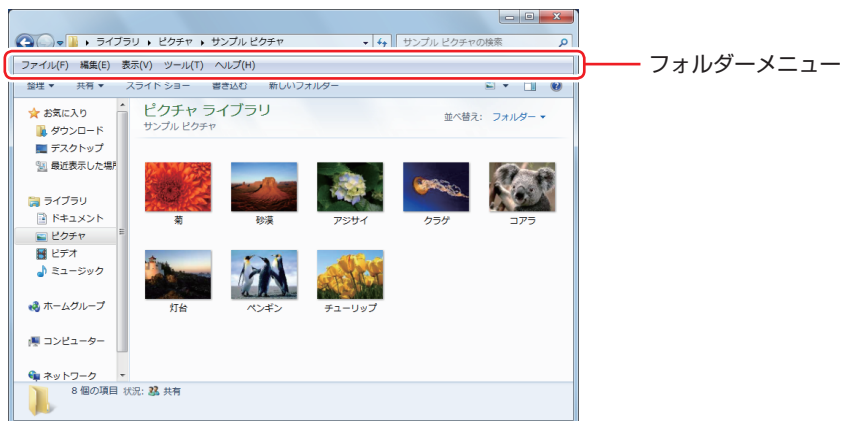 ライブラリ ピクチャ サンプル ピクチャ サンプル ピクチャの検索
ファイル(F) 編集(E) 表示(V) ツール(T) ヘルプ(H)
フォルダーメニュー
整理 共有 スライド ショー 書き込む 新しいフォルダー
お気に入り
ダウンロード
デスクトップ
最近表示した場所
ライブラリ
ドキュメント
ピクチャ
ビデオ
ミュージック
ホームグループ
コンピューター
ネットワーク
ピクチャ ライブラリ
サンプル ピクチャ
並べ替え: フォルダー
菊 砂漠 アジサイ クラゲ コアラ
灯台 ペンギン チューリップ
8 個の項目 状況: 共有